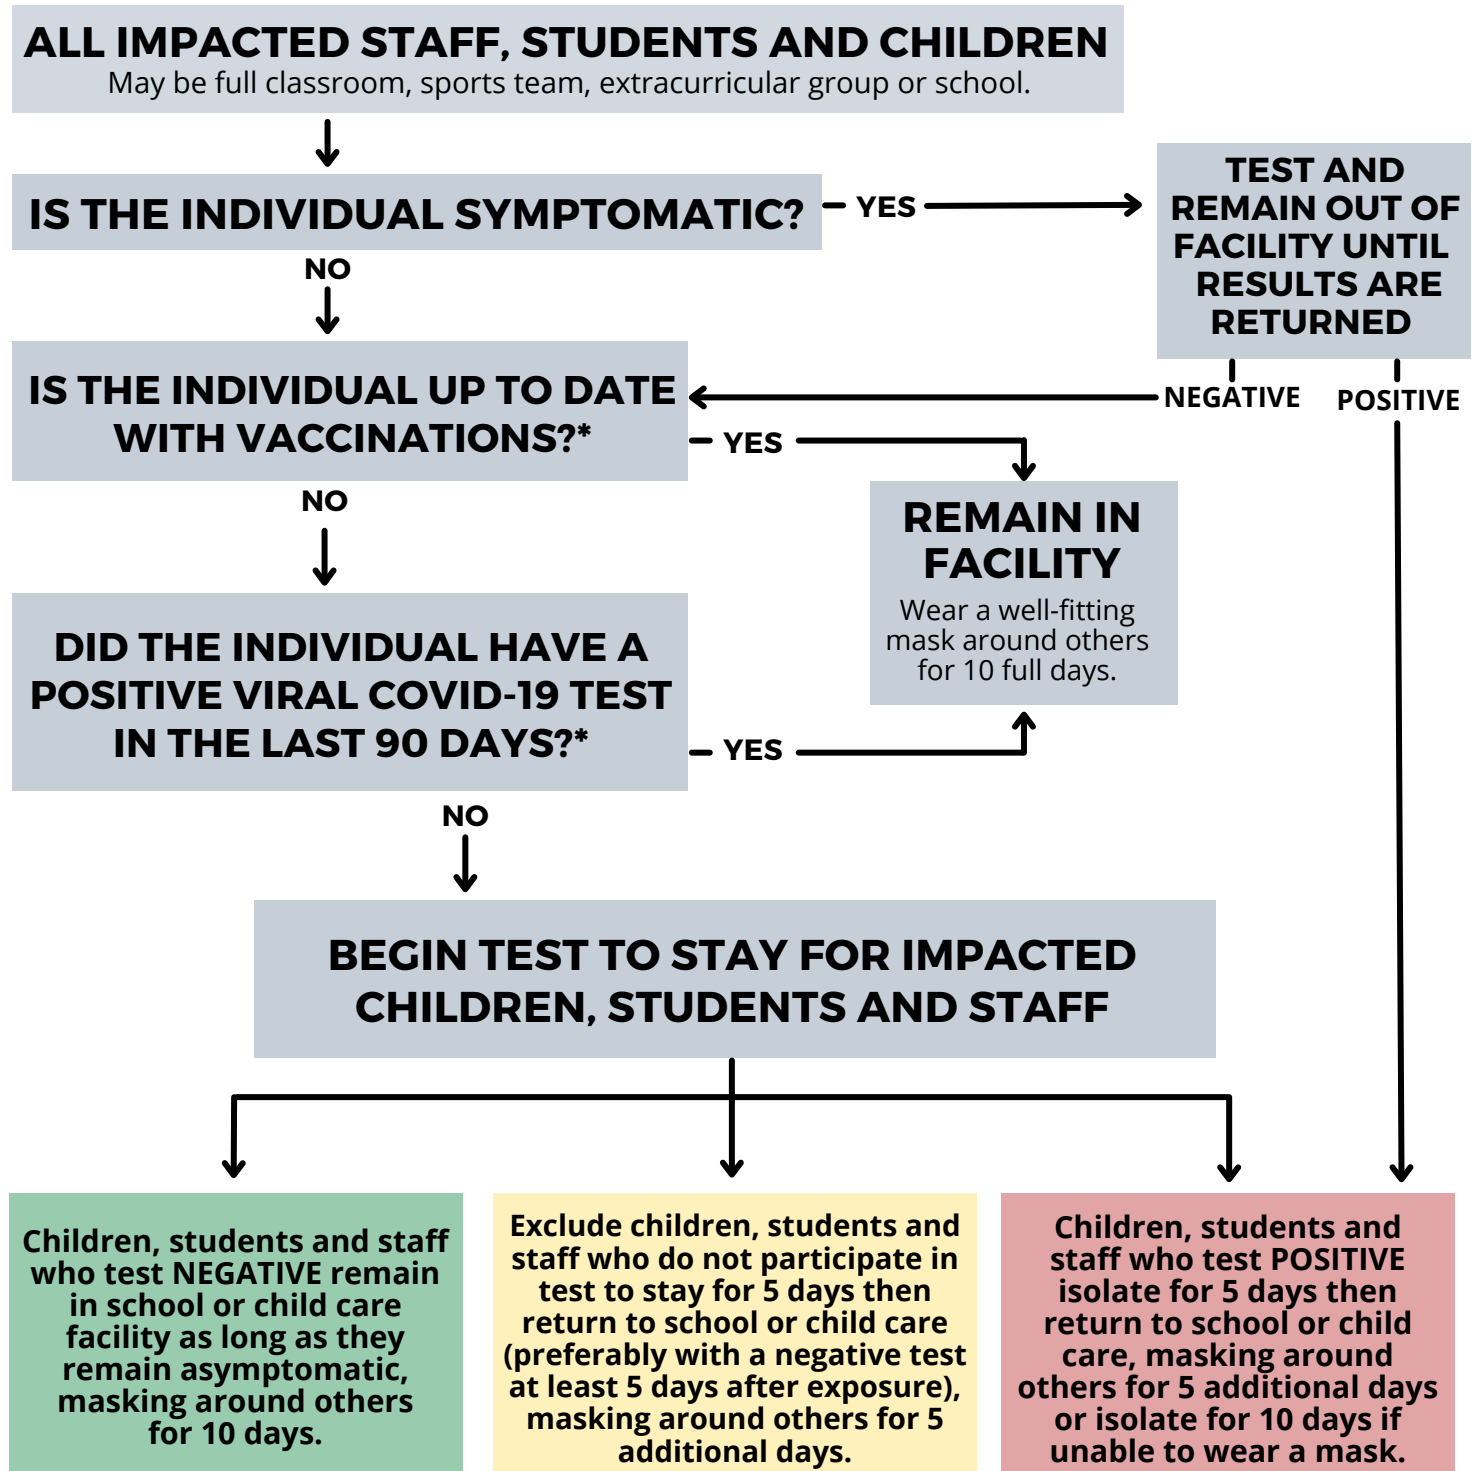 ALL IMPACTED STAFF, STUDENTS AND CHILDREN
May be full classroom, sports team, extracurricular group or school.
IS THE INDIVIDUAL SYMPTOMATIC?
YES
TEST AND
REMAIN OUT OF
FACILITY UNTIL
RESULTS ARE
RETURNED
NO
NEGATIVE
POSITIVE
IS THE INDIVIDUAL UP TO DATE
WITH VACCINATIONS?*
YES
NO
REMAIN IN
FACILITY
Wear a well-fitting
mask around others
for 10 full days.
DID THE INDIVIDUAL HAVE A
POSITIVE VIRAL COVID-19 TEST
IN THE LAST 90 DAYS?*
YES
NO
BEGIN TEST TO STAY FOR IMPACTED
CHILDREN, STUDENTS AND STAFF
Children, students and staff
who test NEGATIVE remain
in school or child care
facility as long as they
remain asymptomatic,
masking around others
for 10 days.
Exclude children, students and
staff who do not participate in
test to stay for 5 days then
return to school or child care
(preferably with a negative test
at least 5 days after exposure),
masking around others for 5
additional days.
Children, students and
staff who test POSITIVE
isolate for 5 days then
return to school or child
care, masking around
others for 5 additional days
or isolate for 10 days if
unable to wear a mask.